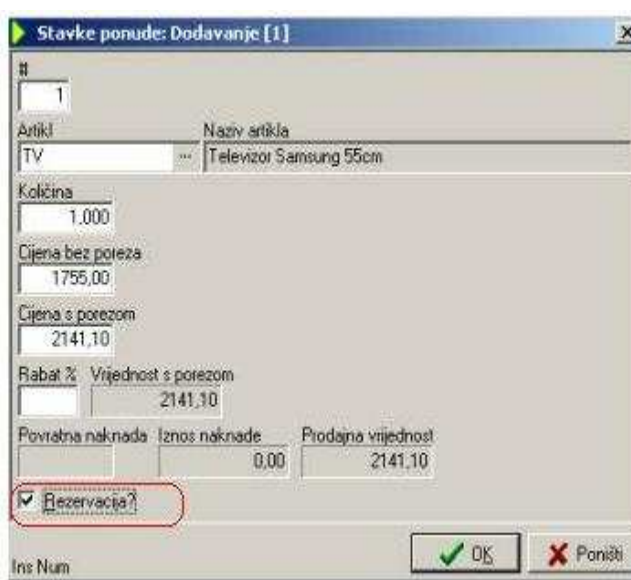 Stavke ponude: Dodavanje [1]
#
1
Artikl Naziv artikla
TV ... Televizor Samsung 55cm
Količina
1.000
Cijena bez poreza
1755,00
Cijena s porezom
2141,10
Rabat % Vrijednost s porezom
2141,10
Povratna naknada Iznos naknade Prodajna vrijednost
0,00 2141,10
Rezervacija?
OK Poništi
Ins Num